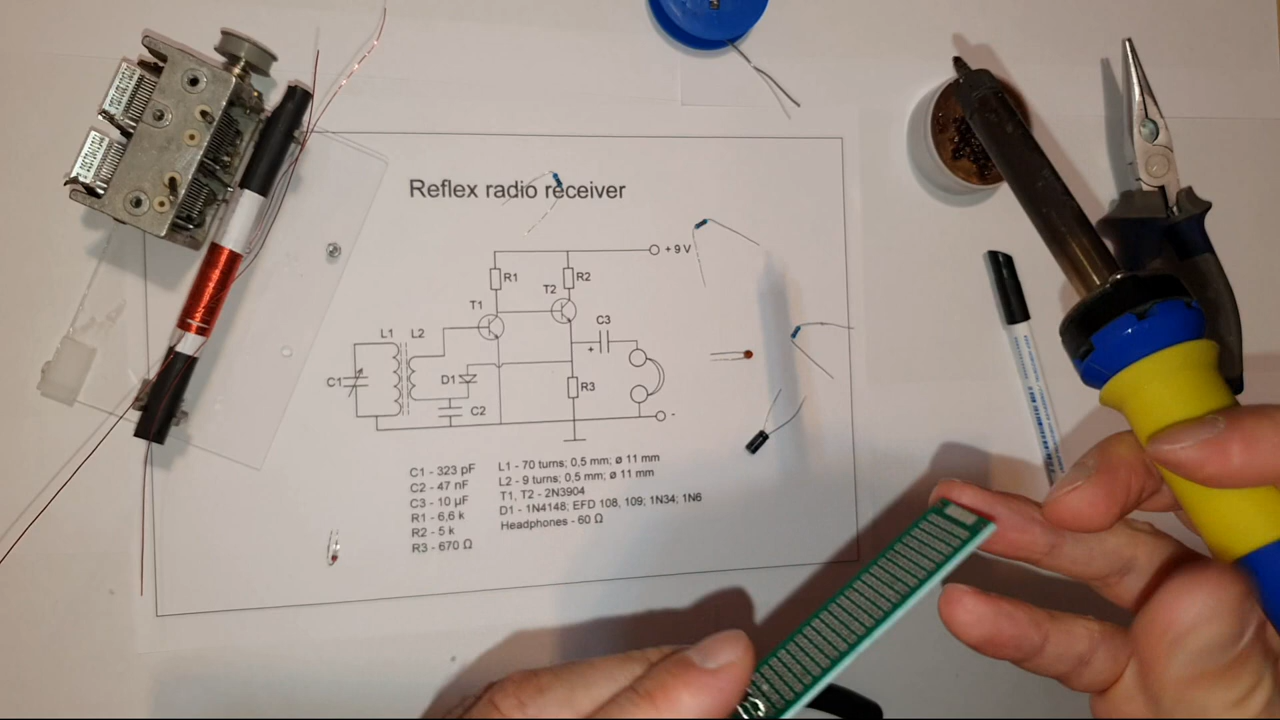 Reflex radio receiver
+ 9 V
R1
R2
T2
T1
C3
L1
L2
+
C1
D1
R3
C2
-
C1 - 323 pF
C2 - 47 nF
C3 - 10 µF
R1 - 6,6 k
R2 - 5 k
R3 - 670 Ω
L1 - 70 turns; 0,5 mm; ø 11 mm
L2 - 9 turns; 0,5 mm; ø 11 mm
T1, T2 - 2N3904
D1 - 1N4148; EFD 108, 109; 1N34; 1N6
Headphones - 60 Ω